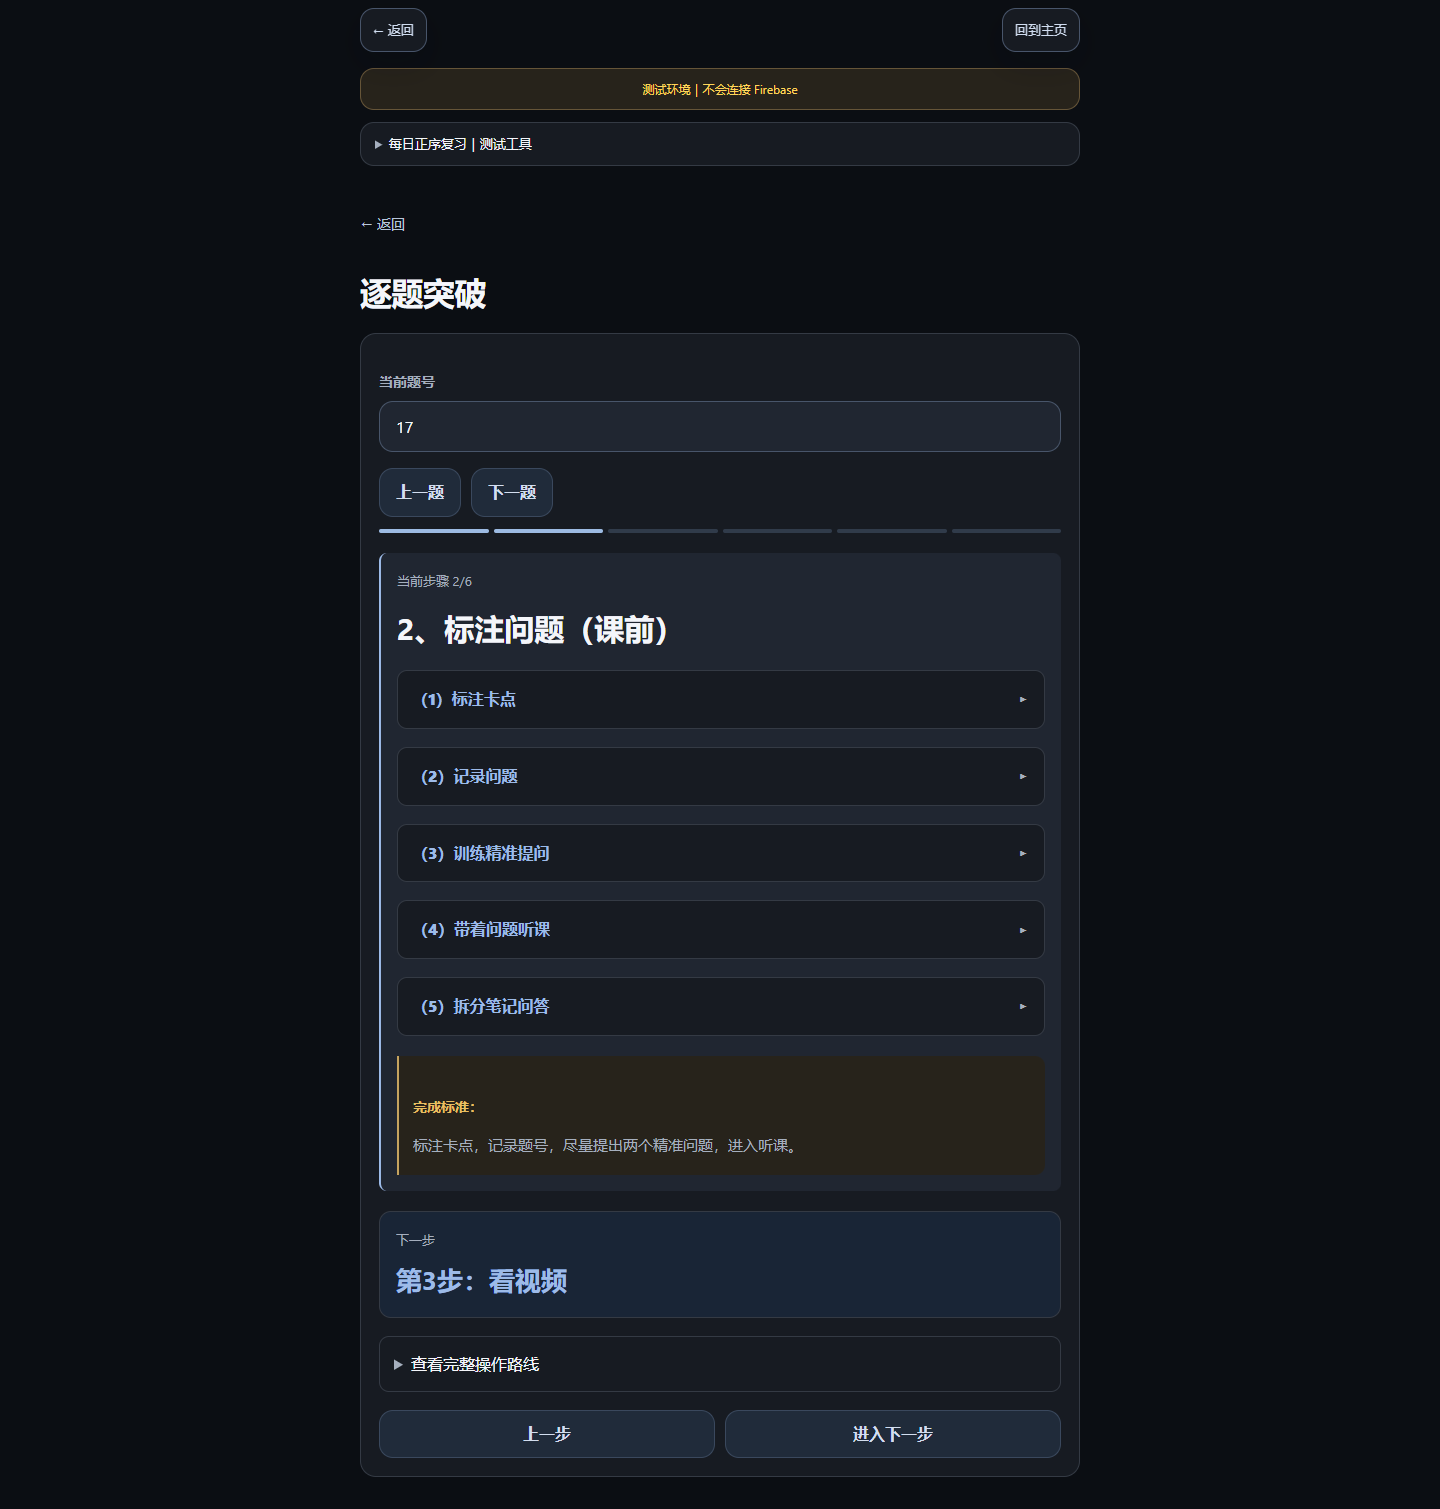 ← 返回
回到主页
测试环境 | 不会连接 Firebase
▶ 每日正序复习 | 测试工具
← 返回
逐题突破
当前题号
17
上一题
下一题
当前步骤 2/6
2、标注问题（课前）
（1）标注卡点
（2）记录问题
（3）训练精准提问
（4）带着问题听课
（5）拆分笔记问答
完成标准：
标注卡点，记录题号，尽量提出两个精准问题，进入听课。
下一步
第3步：看视频
▶ 查看完整操作路线
上一步
进入下一步